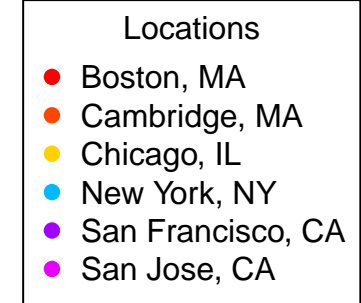 Locations
Boston, MA
Cambridge, MA
Chicago, IL
New York, NY
San Francisco, CA
San Jose, CA